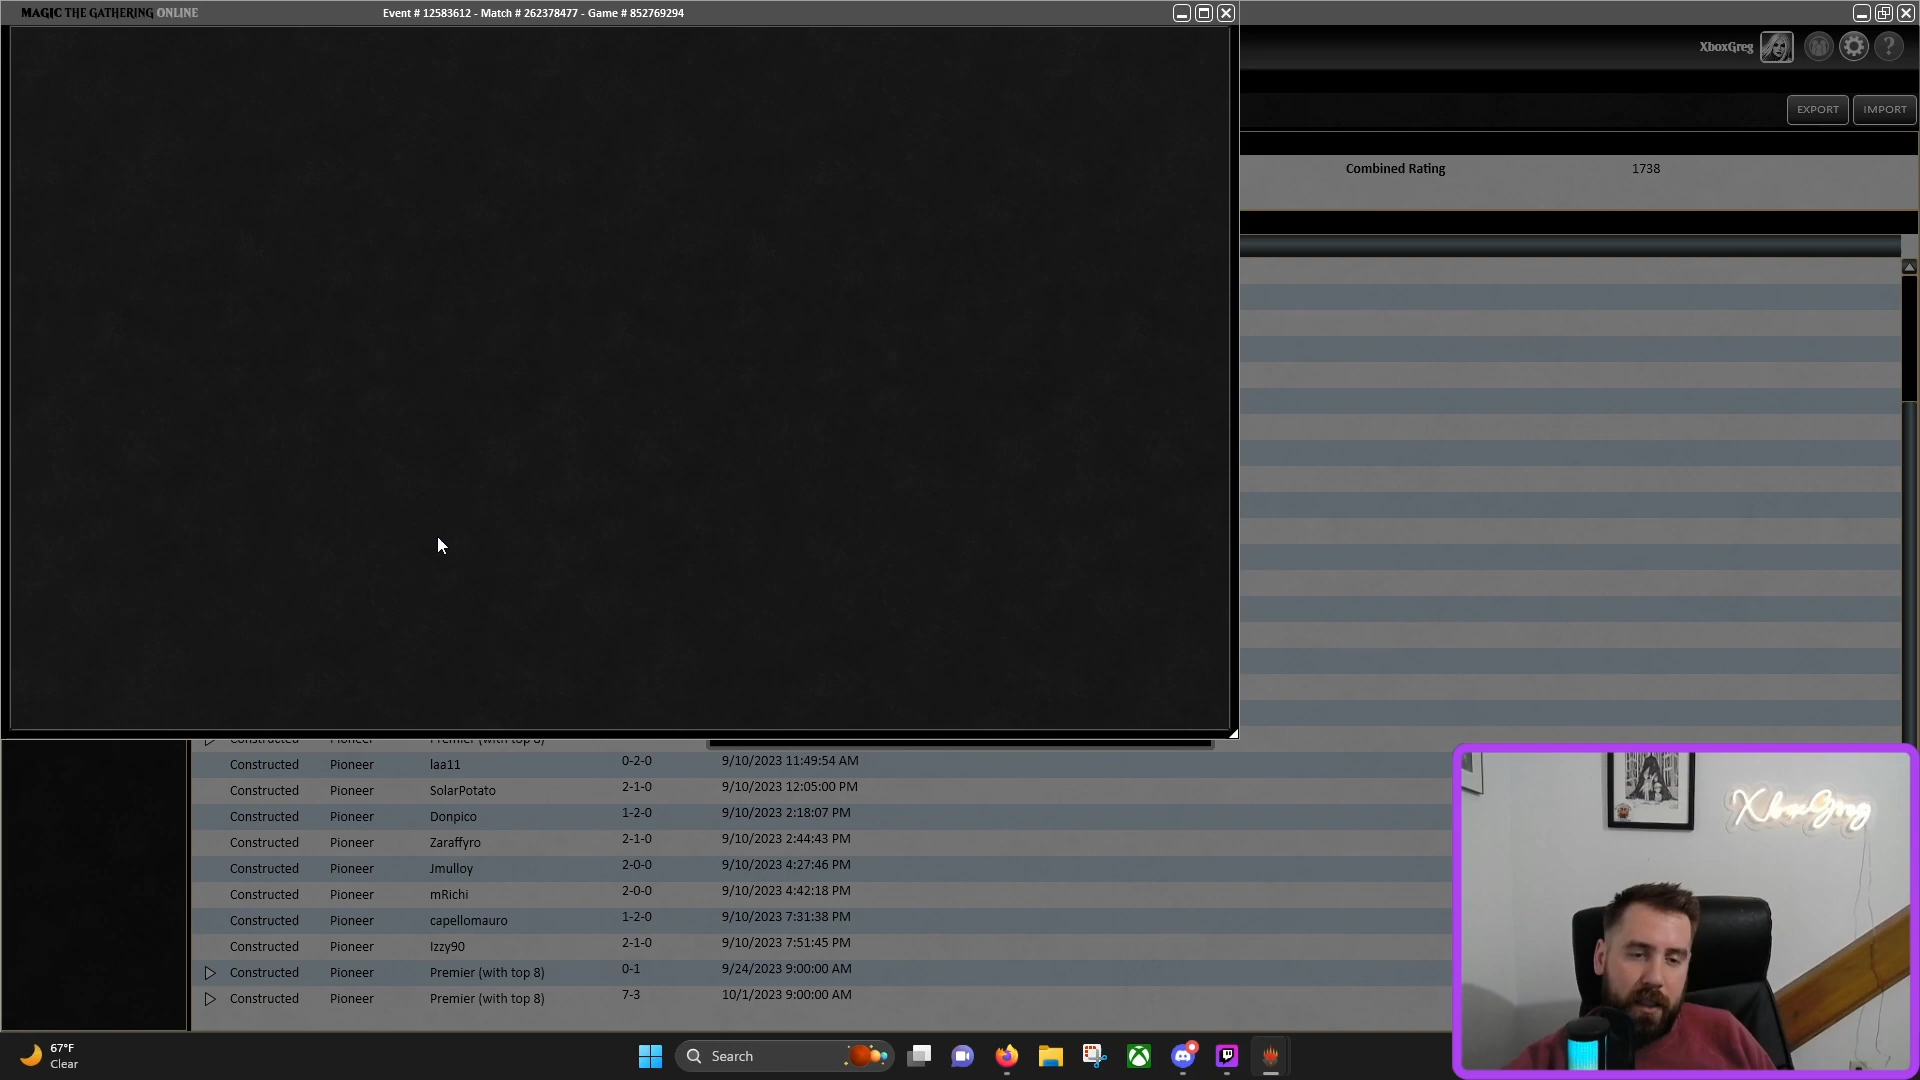 MAGIC THE GATHERING ONLINE
Event # 12583612 - Match # 262378477 - Game # 852769294
XboxGreg
?
EXPORT IMPORT
Combined Rating 1738
Constructed Pioneer Premier (with top 8)
Constructed Pioneer laa11 0-2-0 9/10/2023 11:49:54 AM
Constructed Pioneer SolarPotato 2-1-0 9/10/2023 12:05:00 PM
Constructed Pioneer Donpico 1-2-0 9/10/2023 2:18:07 PM
Constructed Pioneer Zaraffyro 2-1-0 9/10/2023 2:44:43 PM
Constructed Pioneer Jmulloy 2-0-0 9/10/2023 4:27:46 PM
Constructed Pioneer mRichi 2-0-0 9/10/2023 4:42:18 PM
Constructed Pioneer capellomauro 1-2-0 9/10/2023 7:31:38 PM
Constructed Pioneer Izzy90 2-1-0 9/10/2023 7:51:45 PM
Constructed Pioneer Premier (with top 8) 0-1 9/24/2023 9:00:00 AM
Constructed Pioneer Premier (with top 8) 7-3 10/1/2023 9:00:00 AM
XboxGreg
67°F
Clear
Search